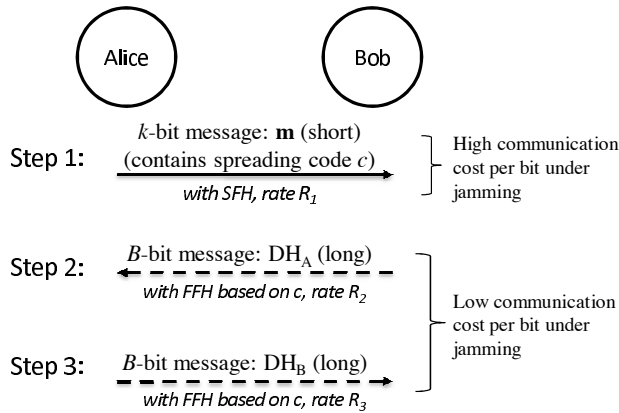 Alice
Bob
Step 1:
k-bit message: m (short)
(contains spreading code c)
with SFH, rate R₁
High communication
cost per bit under
jamming
Step 2:
B-bit message: DH_A (long)
with FFH based on c, rate R₂
Low communication
cost per bit under
jamming
Step 3:
B-bit message: DH_B (long)
with FFH based on c, rate R₃